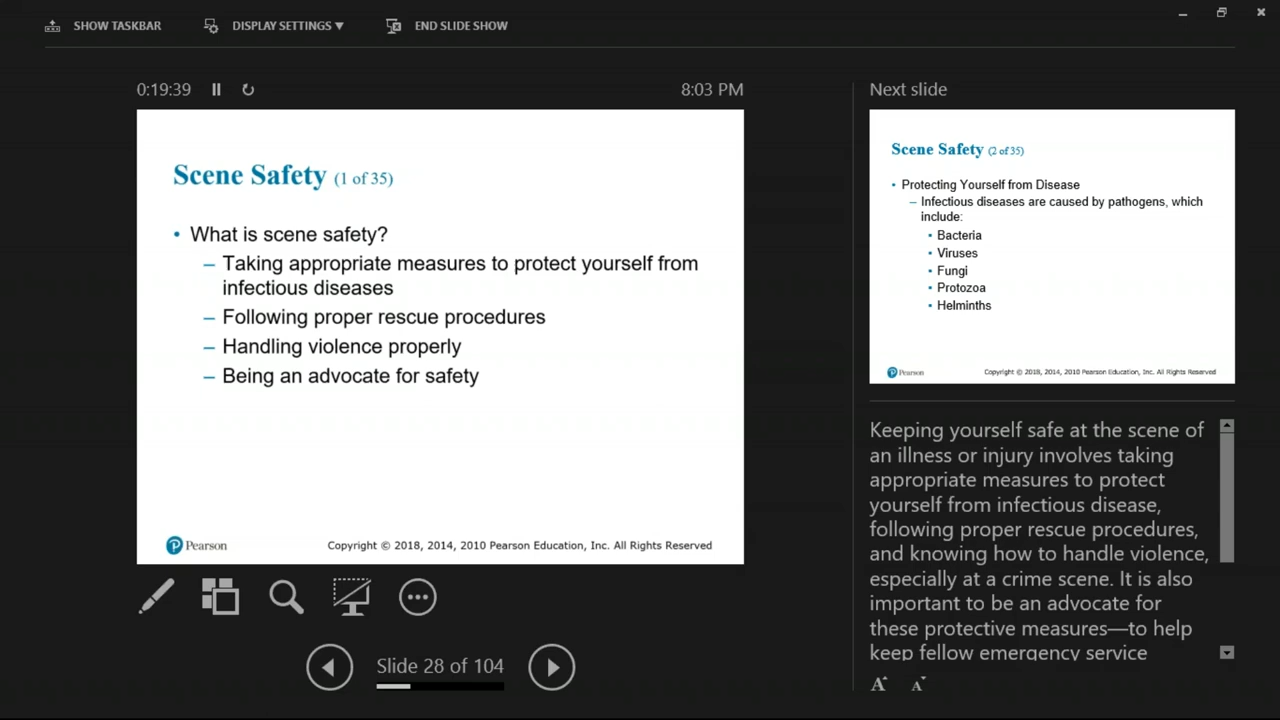 SHOW TASKBAR
DISPLAY SETTINGS ▼
END SLIDE SHOW
0:19:39
8:03 PM
Scene Safety (1 of 35)
• What is scene safety?
– Taking appropriate measures to protect yourself from
infectious diseases
– Following proper rescue procedures
– Handling violence properly
– Being an advocate for safety
Pearson
Copyright © 2018, 2014, 2010 Pearson Education, Inc. All Rights Reserved
Slide 28 of 104
Next slide
Scene Safety (2 of 35)
• Protecting Yourself from Disease
– Infectious diseases are caused by pathogens, which
include:
• Bacteria
• Viruses
• Fungi
• Protozoa
• Helminths
Pearson
Copyright © 2018, 2014, 2010 Pearson Education, Inc. All Rights Reserved
Keeping yourself safe at the scene of
an illness or injury involves taking
appropriate measures to protect
yourself from infectious disease,
following proper rescue procedures,
and knowing how to handle violence,
especially at a crime scene. It is also
important to be an advocate for
these protective measures—to help
keep fellow emergency service
A A